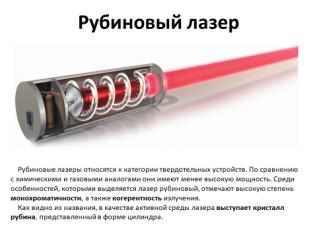 Рубиновый лазер
Рубиновые лазеры относятся к категории твердотельных устройств. По сравнению
с химическими и газовыми аналогами они имеют менее высокую мощность. Среди
особенностей, которыми выделяется лазер рубиновый, отмечают высокую степень
монохроматичности, а также когерентность излучения.
Как видно из названия, в качестве активной среды лазера выступает кристалл
рубина, представленный в форме цилиндра.